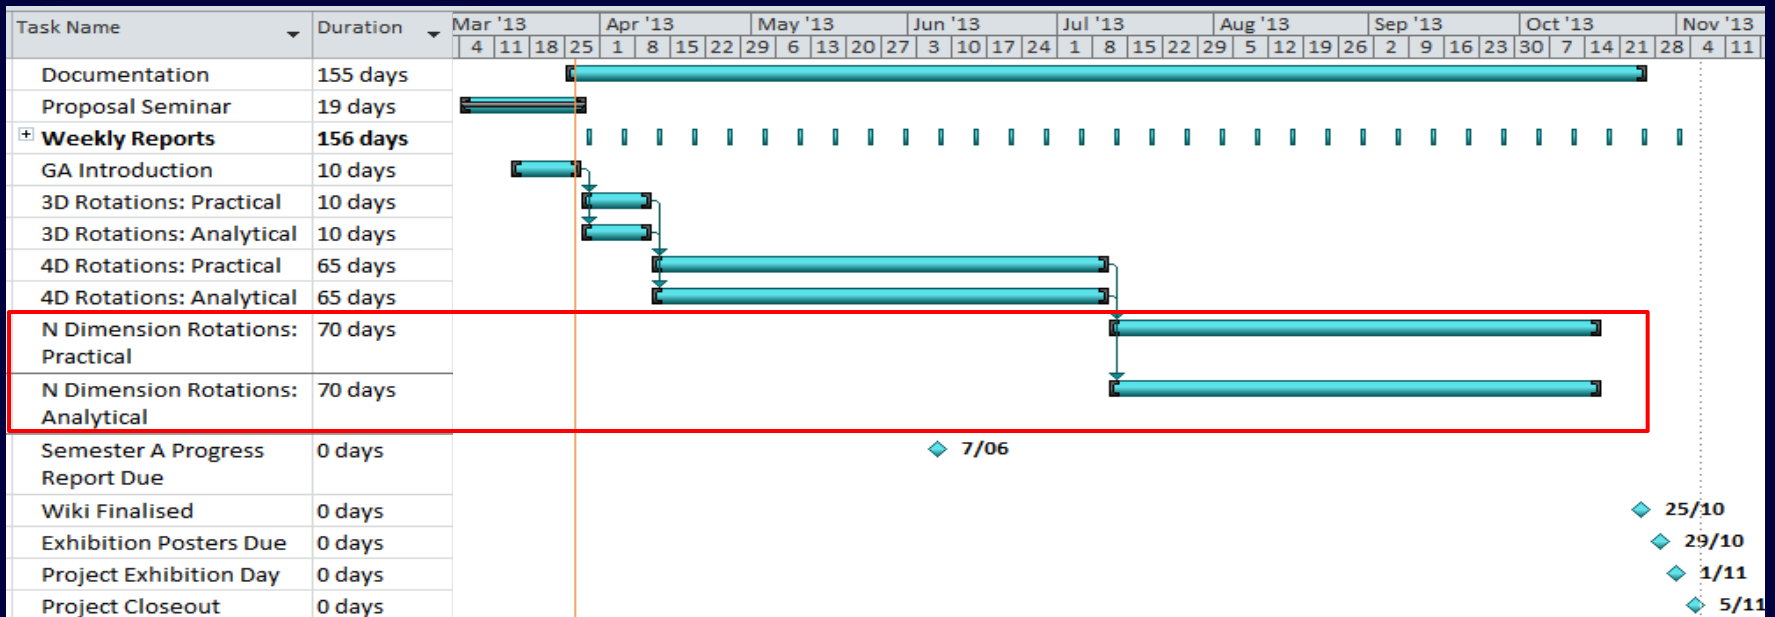 Task Name Duration Mar '13 Apr '13 May '13 Jun '13 Jul '13 Aug '13 Sep '13 Oct '13 Nov '13
4 11 18 25 1 8 15 22 29 6 13 20 27 3 10 17 24 1 8 15 22 29 5 12 19 26 2 9 16 23 30 7 14 21 28 4 11
Documentation 155 days
Proposal Seminar 19 days
Weekly Reports 156 days
GA Introduction 10 days
3D Rotations: Practical 10 days
3D Rotations: Analytical 10 days
4D Rotations: Practical 65 days
4D Rotations: Analytical 65 days
N Dimension Rotations: 70 days
Practical
N Dimension Rotations: 70 days
Analytical
Semester A Progress 0 days 7/06
Report Due
Wiki Finalised 0 days 25/10
Exhibition Posters Due 0 days 29/10
Project Exhibition Day 0 days 1/11
Project Closeout 0 days 5/11